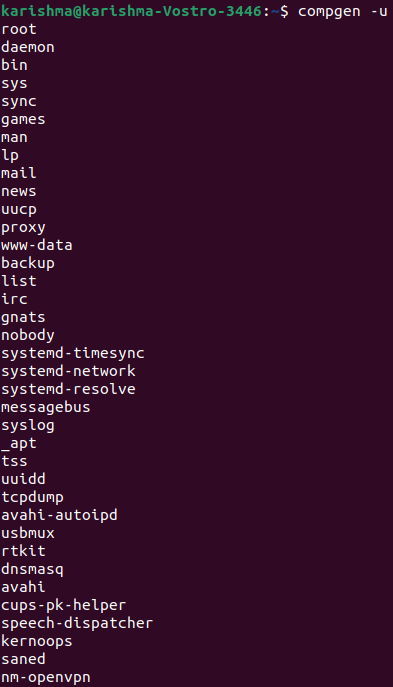 karishma@karishma-Vostro-3446:~$ compgen -u
root
daemon
bin
sys
sync
games
man
lp
mail
news
uucp
proxy
www-data
backup
list
irc
gnats
nobody
systemd-timesync
systemd-network
systemd-resolve
messagebus
syslog
_apt
tss
uuidd
tcpdump
avahi-autoipd
usbmux
rtkit
dnsmasq
avahi
cups-pk-helper
speech-dispatcher
kernoops
saned
nm-openvpn